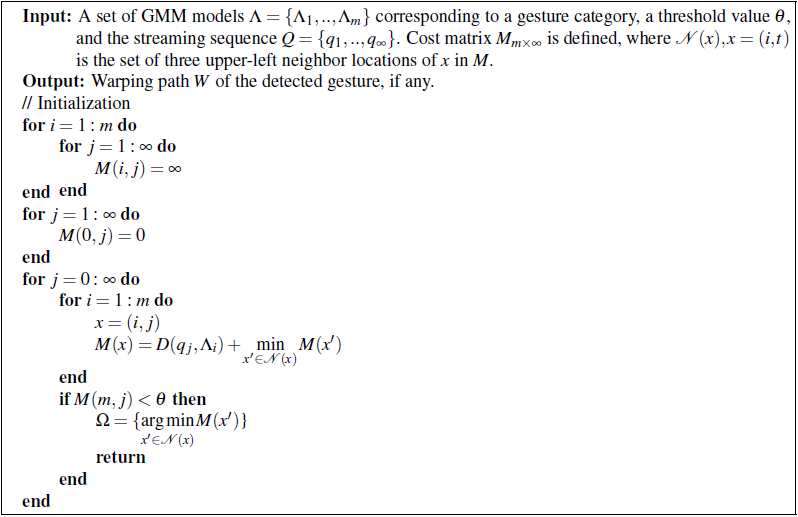 Input: A set of GMM models Λ = {Λ1,..,Λm} corresponding to a gesture category, a threshold value θ,
and the streaming sequence Q = {q1,..,q∞}. Cost matrix Mm×∞ is defined, where 𝒩(x), x = (i,t)
is the set of three upper-left neighbor locations of x in M.
Output: Warping path W of the detected gesture, if any.
// Initialization
for i = 1 : m do
for j = 1 : ∞ do
M(i, j) = ∞
end end
for j = 1 : ∞ do
M(0, j) = 0
end
for j = 0 : ∞ do
for i = 1 : m do
x = (i, j)
M(x) = D(qj,Λi) + min M(x′)
x′∈𝒩(x)
end
if M(m, j) < θ then
Ω = {argmin M(x′)}
x′∈𝒩(x)
return
end
end